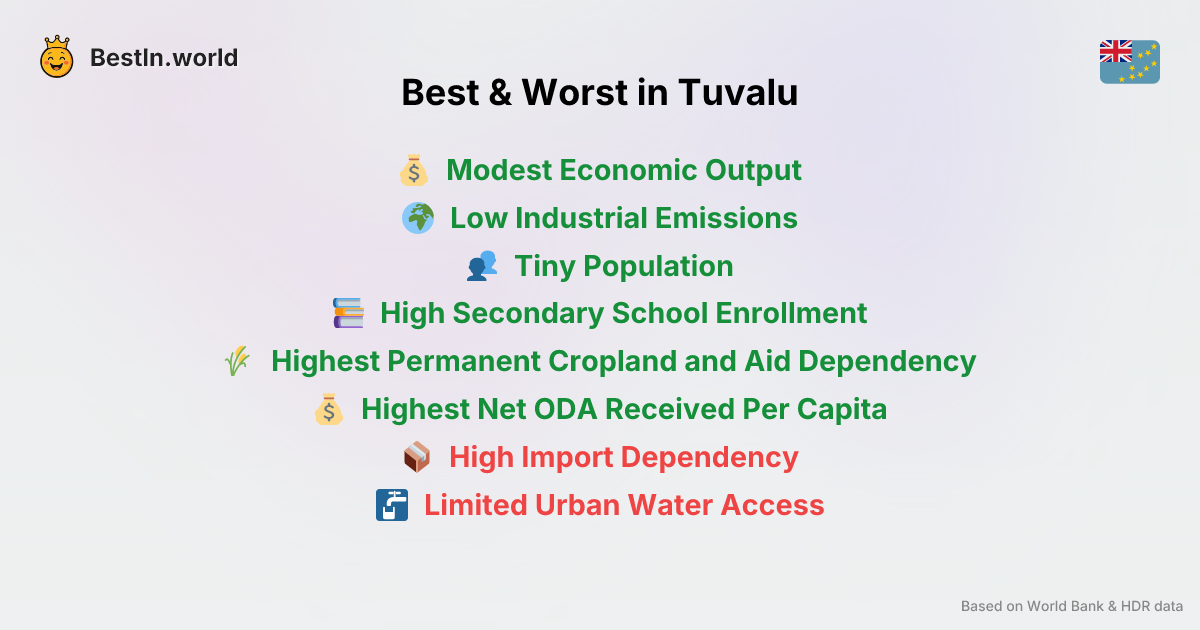 BestIn.world
Best & Worst in Tuvalu
Modest Economic Output
Low Industrial Emissions
Tiny Population
High Secondary School Enrollment
Highest Permanent Cropland and Aid Dependency
Highest Net ODA Received Per Capita
High Import Dependency
Limited Urban Water Access
Based on World Bank & HDR data